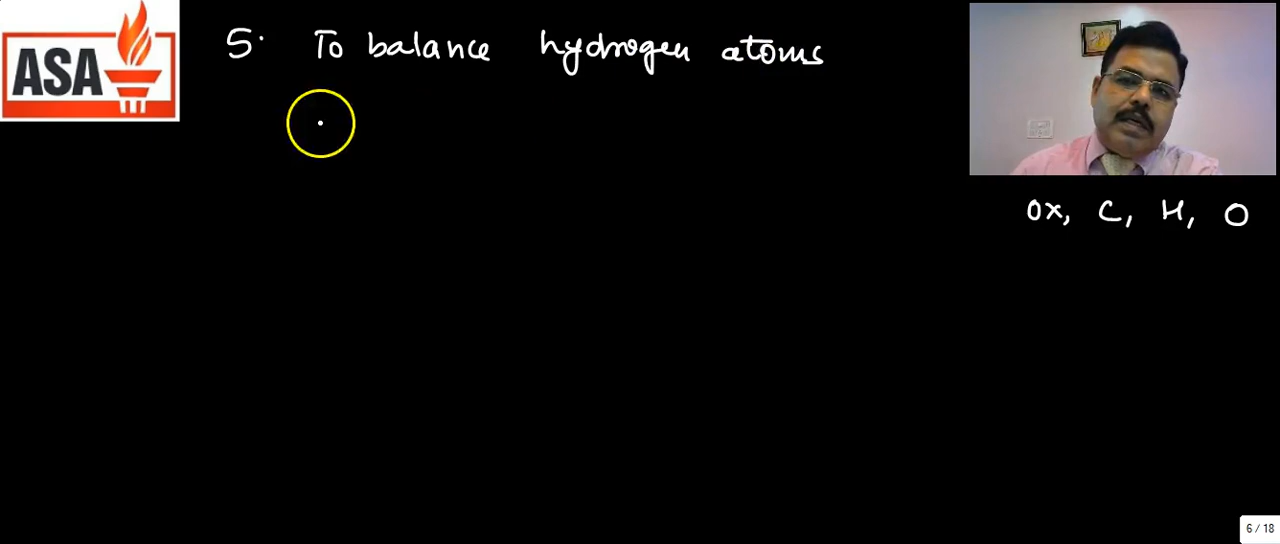 ASA
5. To balance hydrogen atoms
Ox, C, H, O
6 / 18